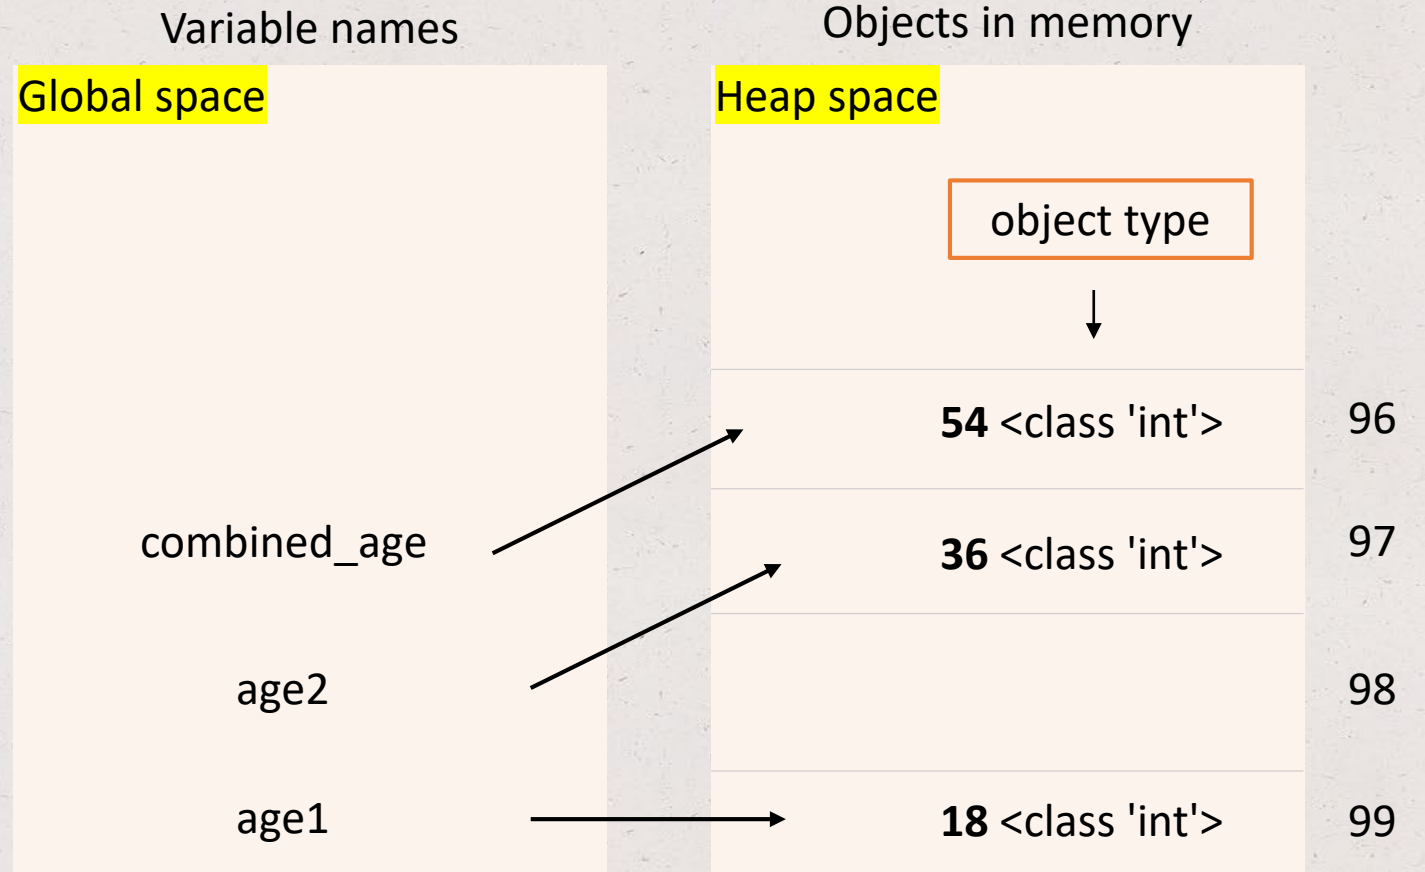 Variable names
Objects in memory
Global space
Heap space
object type
54 <class 'int'>
96
combined_age
36 <class 'int'>
97
age2
98
age1
18 <class 'int'>
99